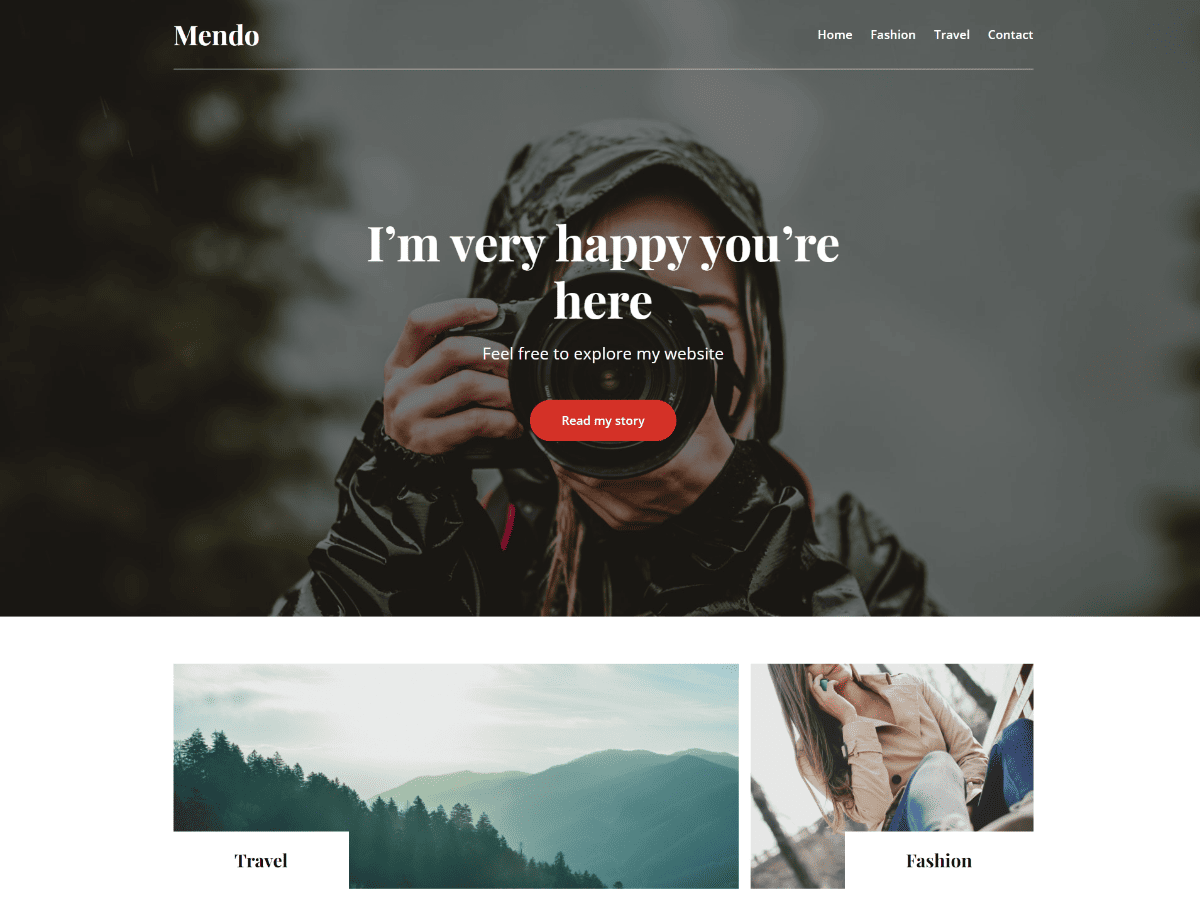 Mendo
Home Fashion Travel Contact
I’m very happy you’re
here
Feel free to explore my website
Read my story
Travel
Fashion